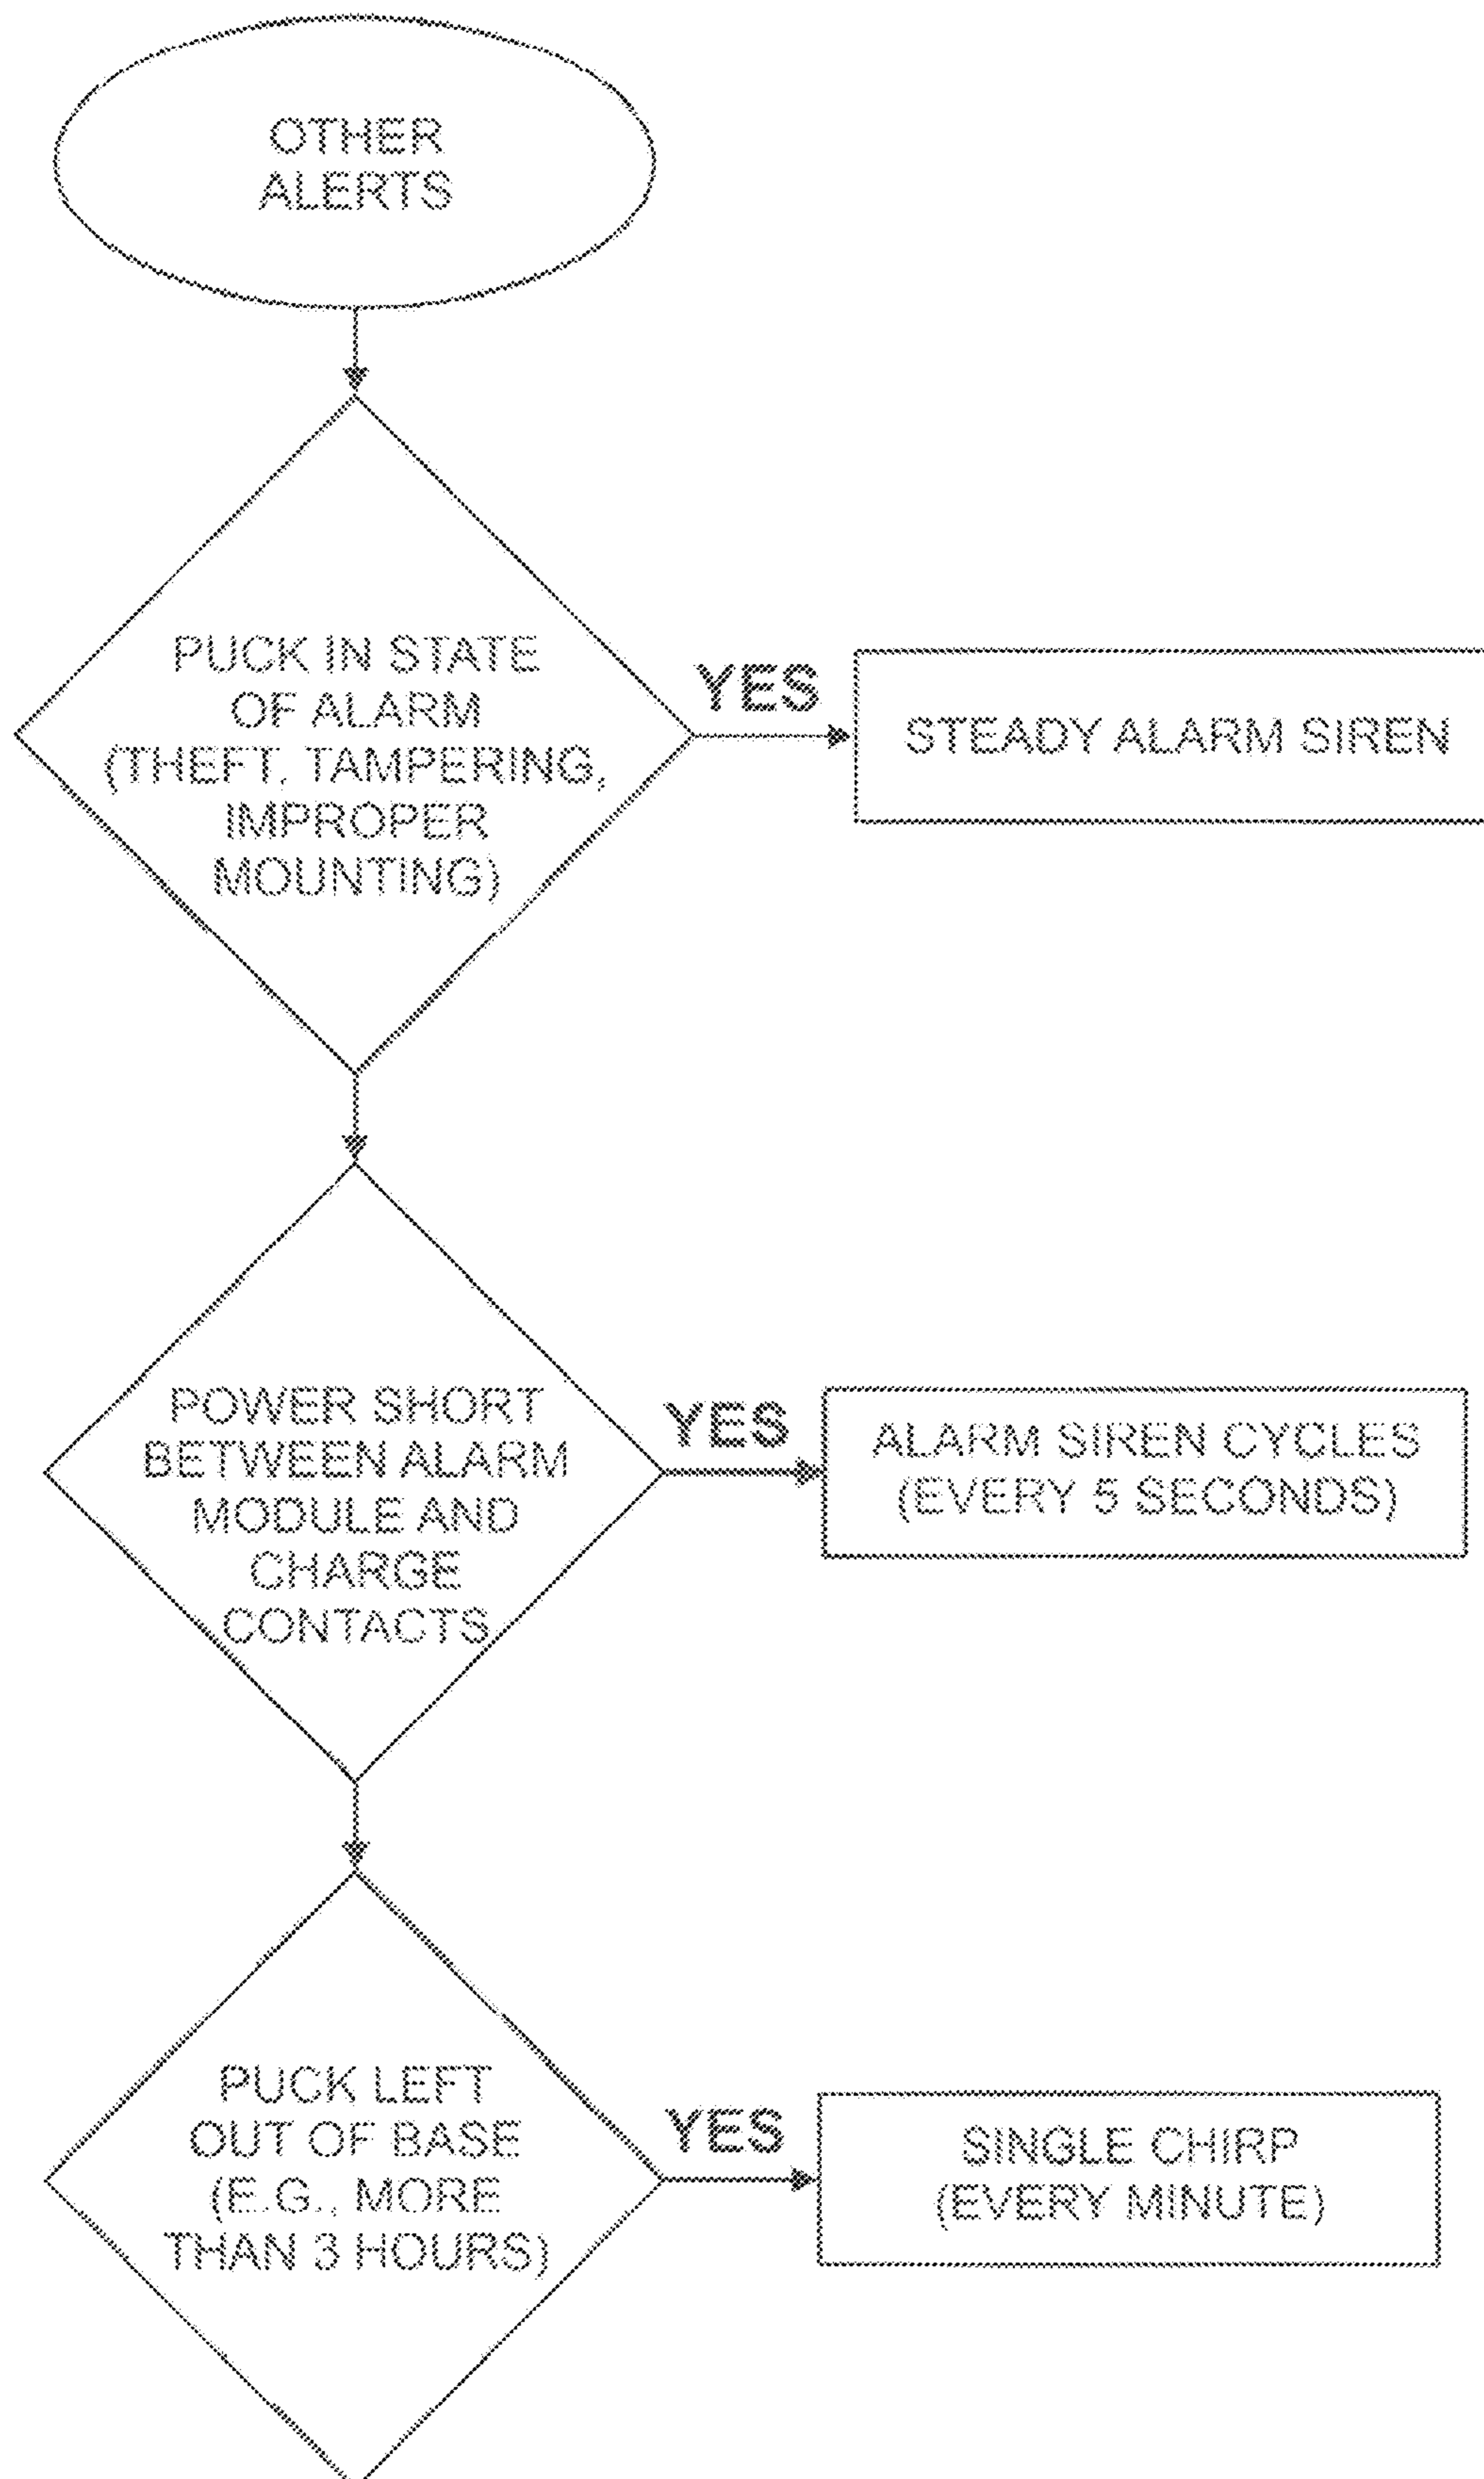 OTHER
ALERTS
PUCK IN STATE
OF ALARM
(THEFT, TAMPERING,
IMPROPER
MOUNTING)
YES
STEADY ALARM SIREN
POWER SHORT
BETWEEN ALARM
MODULE AND
CHARGE
CONTACTS
YES
ALARM SIREN CYCLES
(EVERY 5 SECONDS)
PUCK LEFT
OUT OF BASE
(E.G., MORE
THAN 3 HOURS)
YES
SINGLE CHIRP
(EVERY MINUTE)